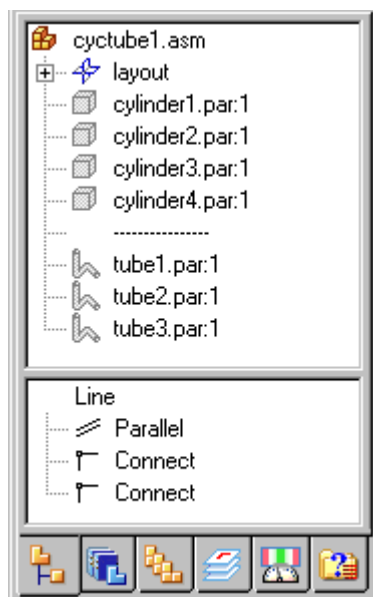 cyctube1.asm
layout
cylinder1.par:1
cylinder2.par:1
cylinder3.par:1
cylinder4.par:1
---------------
tube1.par:1
tube2.par:1
tube3.par:1
Line
Parallel
Connect
Connect